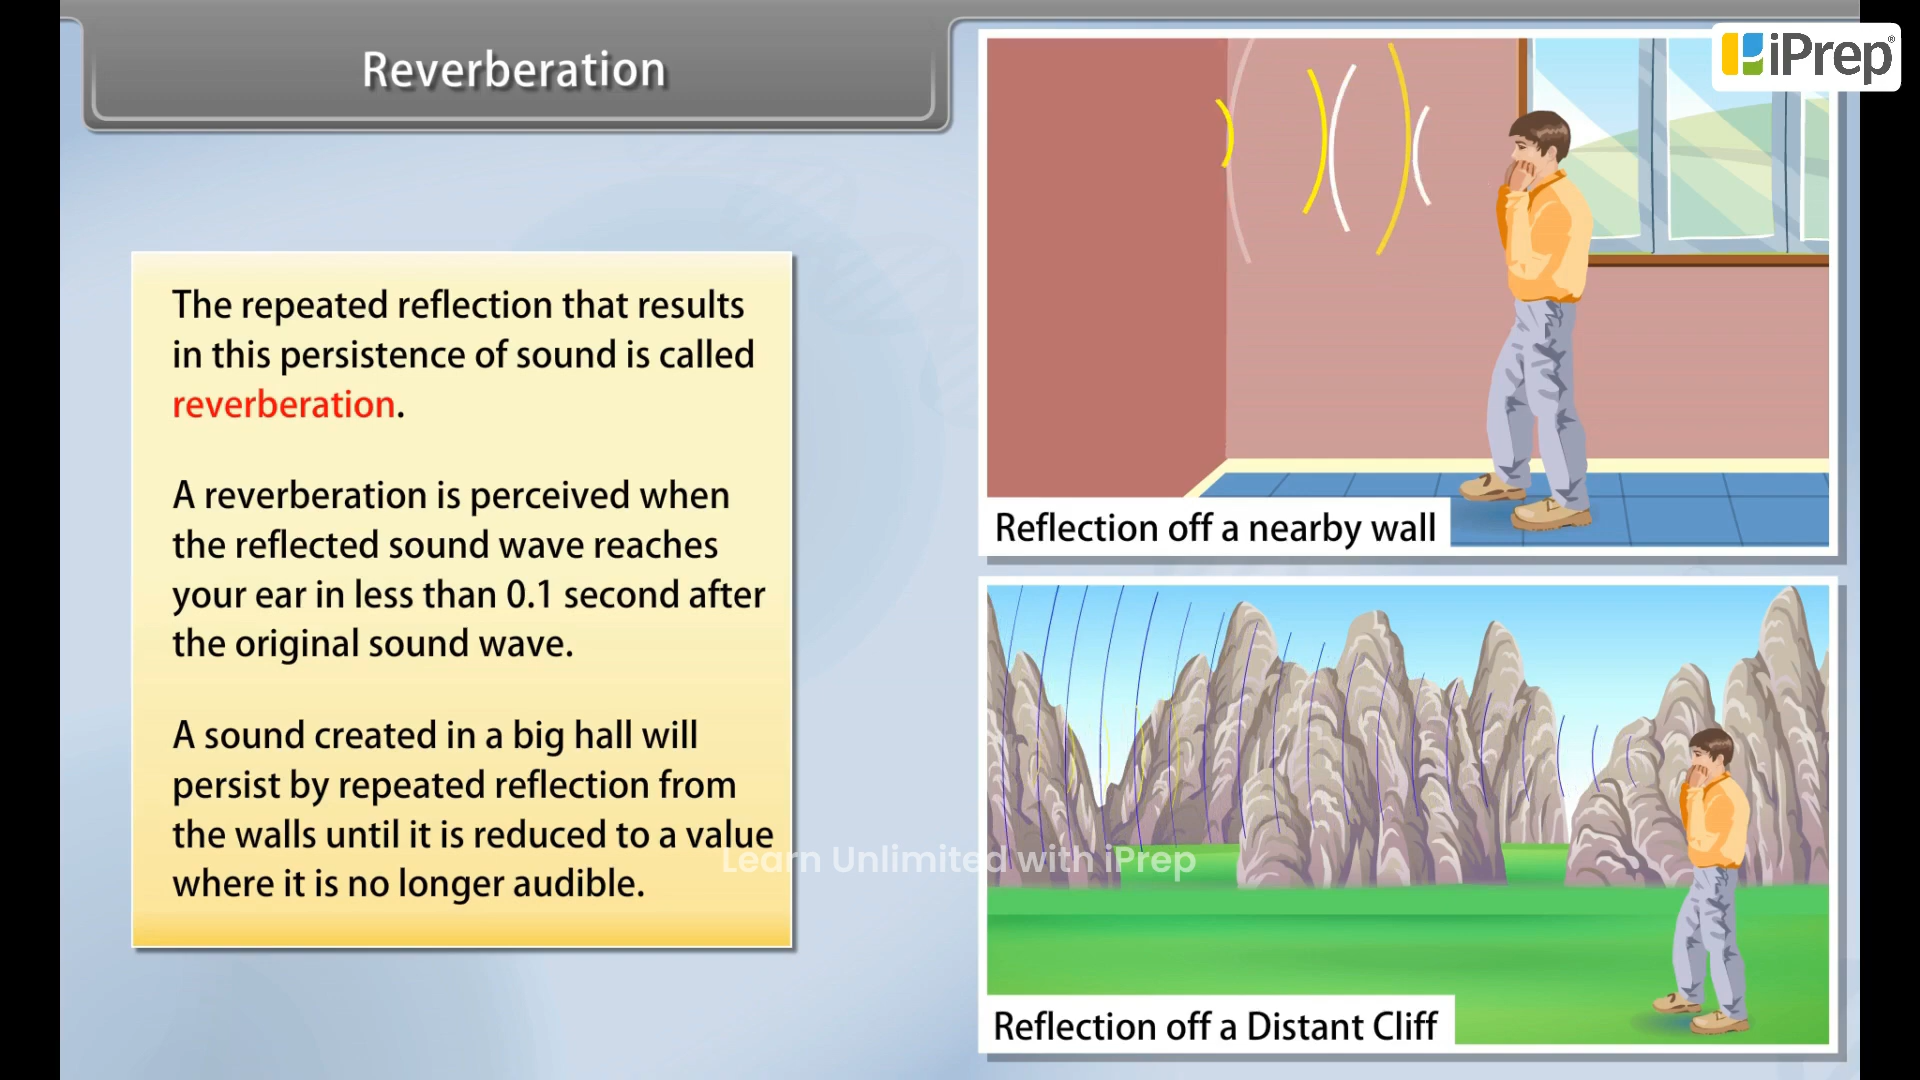 Reverberation
iPrep®
The repeated reflection that results
in this persistence of sound is called
reverberation.
A reverberation is perceived when
the reflected sound wave reaches
your ear in less than 0.1 second after
the original sound wave.
A sound created in a big hall will
persist by repeated reflection from
the walls until it is reduced to a value
where it is no longer audible.
Reflection off a nearby wall
Learn Unlimited with iPrep
Reflection off a Distant Cliff